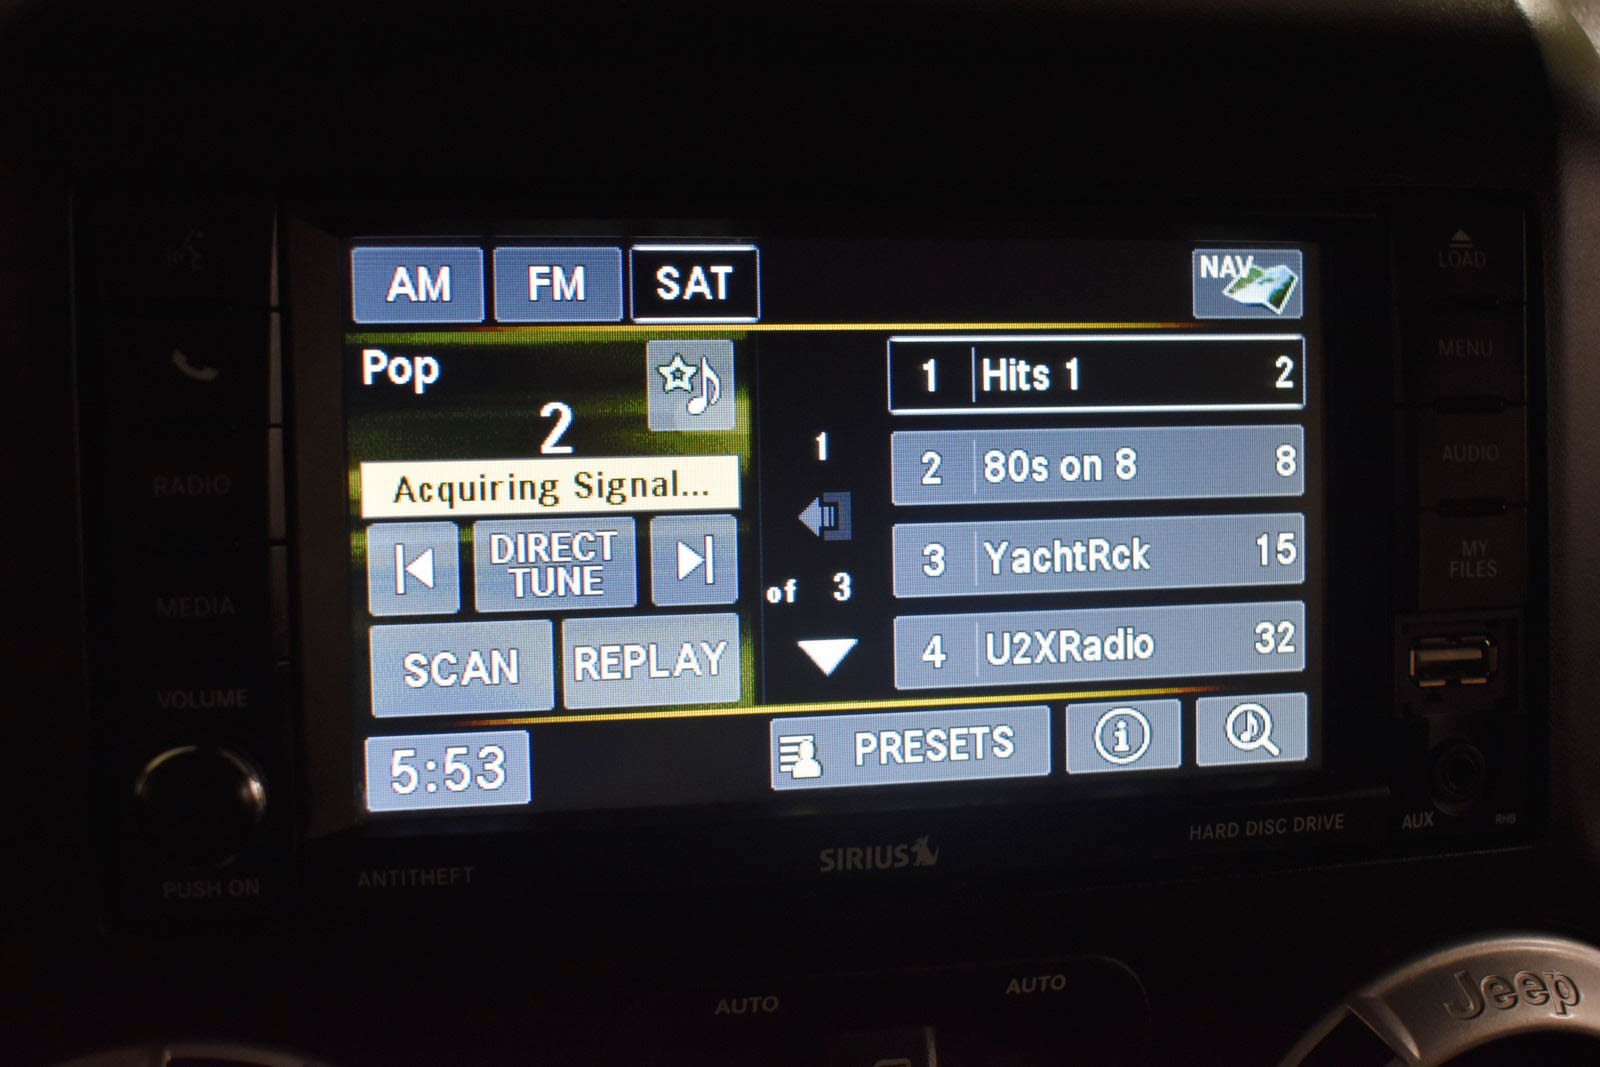 AM FM SAT NAV
Pop
2
Acquiring Signal...
DIRECT
TUNE
SCAN REPLAY
5:53
1
of 3
1 Hits 1 2
2 80s on 8 8
3 YachtRck 15
4 U2XRadio 32
PRESETS
i
RADIO
MEDIA
VOLUME
PUSH ON
ANTITHEFT
SIRIUS
HARD DISC DRIVE
LOAD
MENU
AUDIO
MY
FILES
AUX
RHB
AUTO
AUTO
Jeep